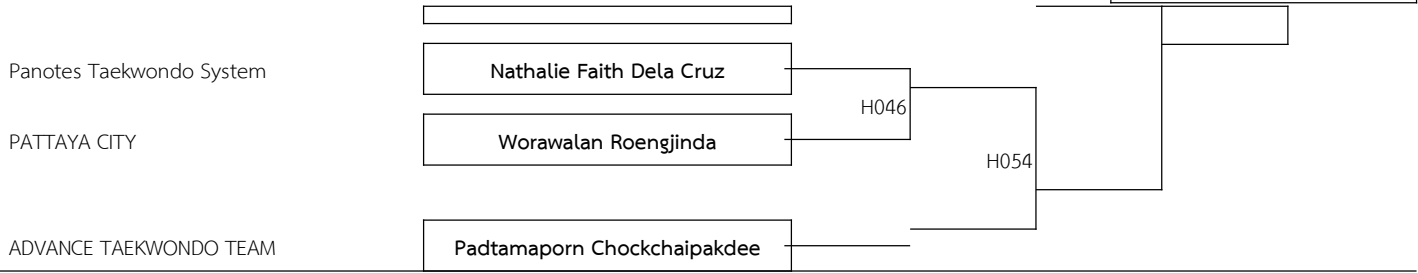 Panotes Taekwondo System Nathalie Faith Dela Cruz
H046
PATTAYA CITY Worawalan Roengjinda
H054
ADVANCE TAEKWONDO TEAM Padtamaporn Chockchaipakdee